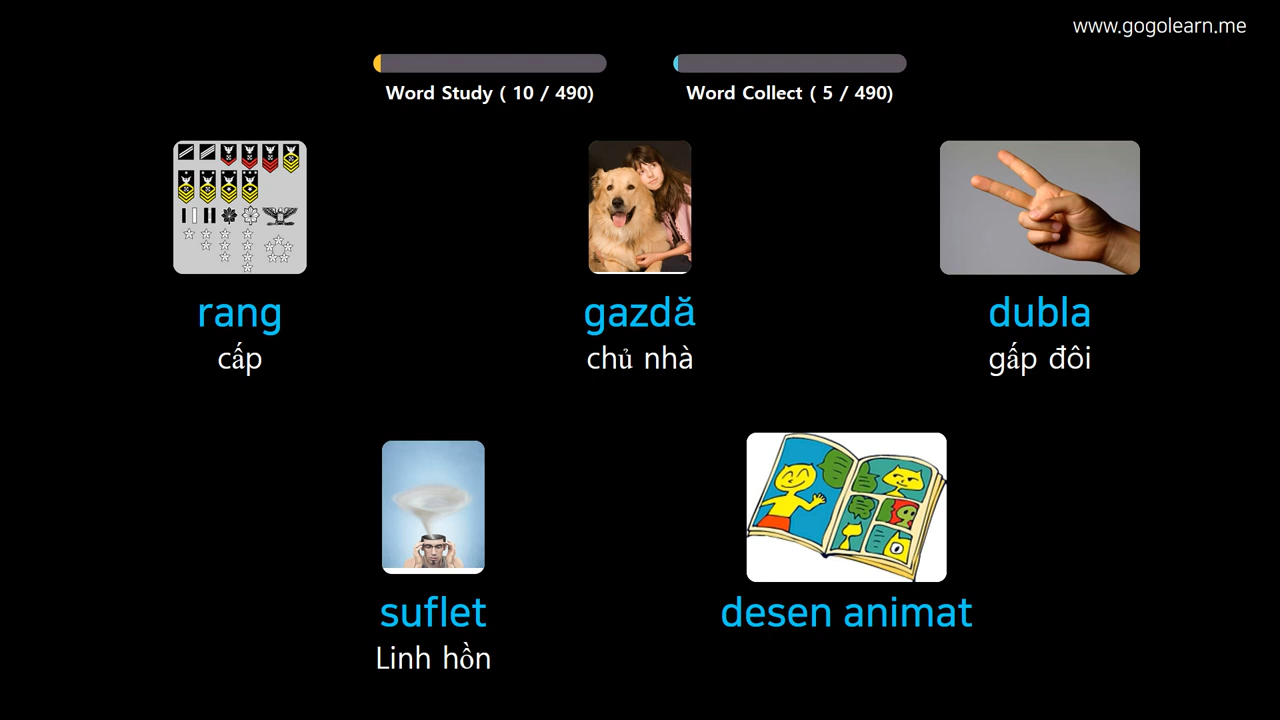 www.gogolearn.me
Word Study ( 10 / 490)
Word Collect ( 5 / 490)
rang
cấp
gazdă
chủ nhà
dubla
gấp đôi
suflet
Linh hồn
desen animat